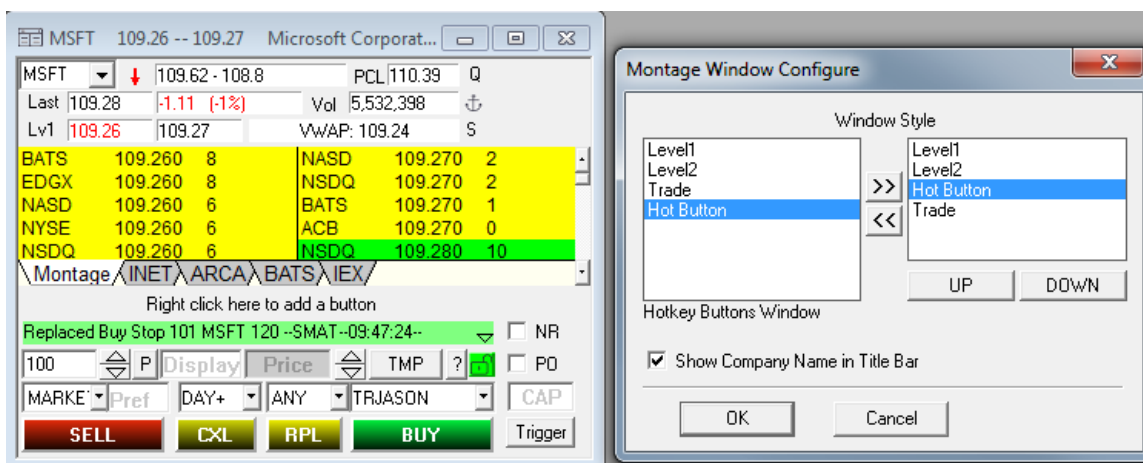 MSFT 109.26 -- 109.27 Microsoft Corporat...
MSFT 109.62 - 108.8 PCL 110.39 Q
Last 109.28 -1.11 (-1%) Vol 5,532,398
Lv1 109.26 109.27 VWAP: 109.24 S
BATS 109.260 8 NASD 109.270 2
EDGX 109.260 8 NSDQ 109.270 2
NASD 109.260 6 BATS 109.270 1
NYSE 109.260 6 ACB 109.270 0
NSDQ 109.260 6 NSDQ 109.280 10
Montage INET ARCA BATS IEX
Right click here to add a button
Replaced Buy Stop 101 MSFT 120 --SMAT--09:47:24-- NR
100 P Display Price TMP ? PO
MARKE Pref DAY+ ANY TRJASON CAP
SELL CXL RPL BUY Trigger
Montage Window Configure
Window Style
Level1
Level2
Trade
Hot Button
>>
<<
Level1
Level2
Hot Button
Trade
UP DOWN
Hotkey Buttons Window
Show Company Name in Title Bar
OK Cancel